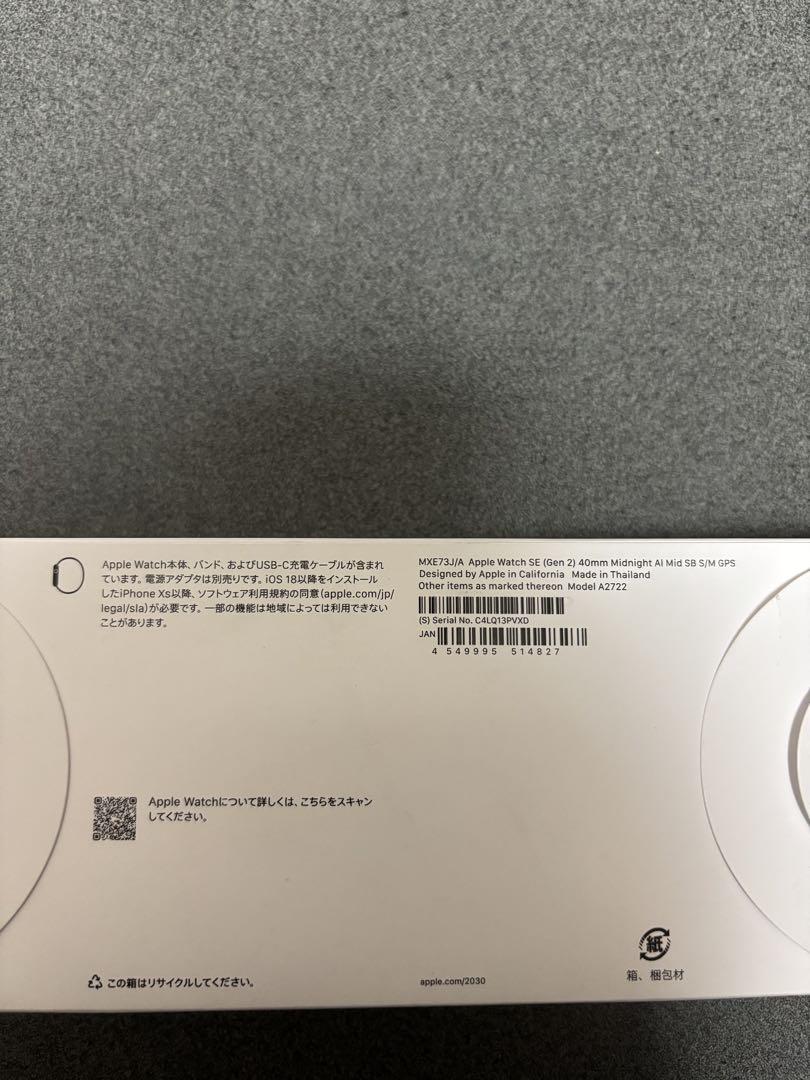 Apple Watch本体、バンド、およびUSB-C充電ケーブルが含まれ
ています。電源アダプタは別売りです。iOS 18以降をインストール
したiPhone Xs以降、ソフトウェア利用規約の同意(apple.com/jp/
legal/sla)が必要です。一部の機能は地域によっては利用できない
ことがあります。
MXE73J/A Apple Watch SE (Gen 2) 40mm Midnight Al Mid SB S/M GPS
Designed by Apple in California Made in Thailand
Other items as marked thereon Model A2722
(S) Serial No. C4LQ13PVXD
JAN
4 549995 514827
Apple Watchについて詳しくは、こちらをスキャン
してください。
紙
箱、梱包材
この箱はリサイクルしてください。
apple.com/2030